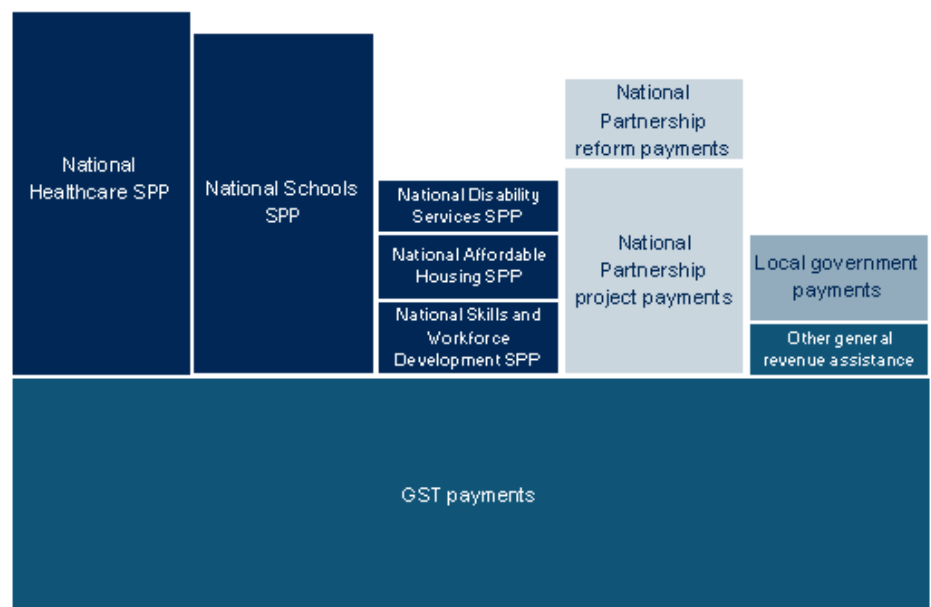 National
Healthcare SPP
National Schools
SPP
National Disability
Services SPP
National Affordable
Housing SPP
National Skills and
Workforce
Development SPP
National
Partnership
reform payments
National
Partnership
project payments
Local government
payments
Other general
revenue assistance
GST payments